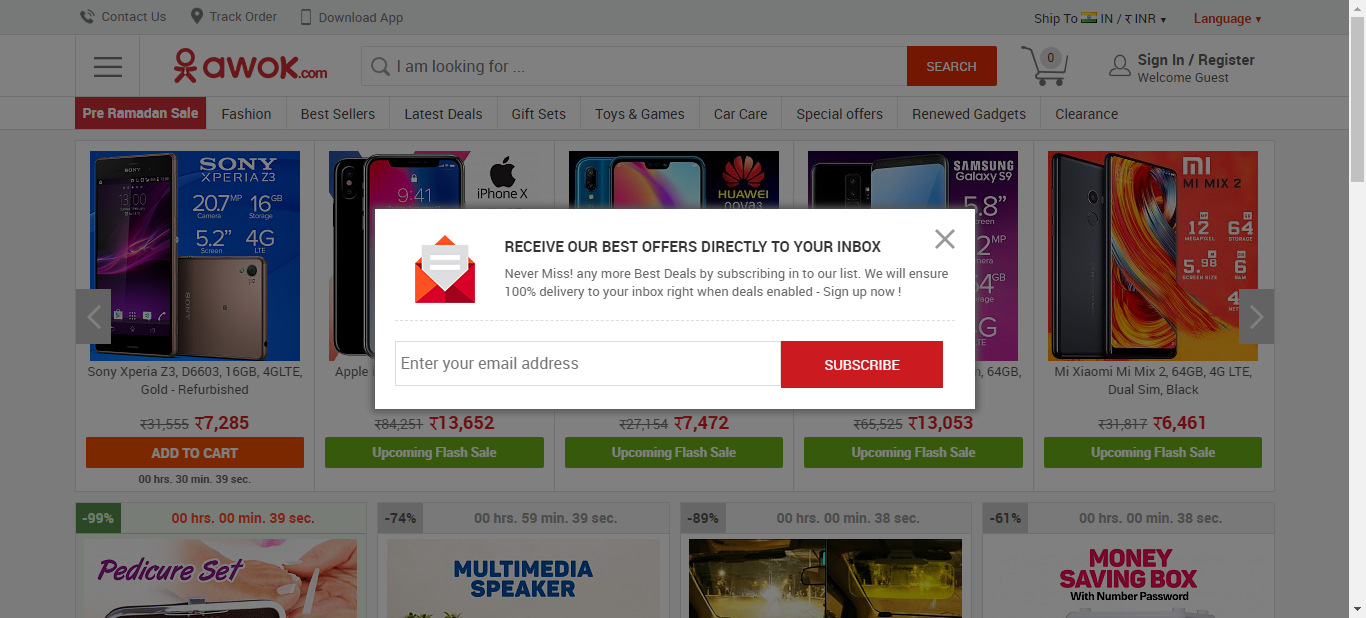 Contact Us
Track Order
Download App
Ship To IN / ₹ INR ▾
Language ▾
awok.com
I am looking for ...
SEARCH
0
Sign In / Register
Welcome Guest
Pre Ramadan Sale
Fashion
Best Sellers
Latest Deals
Gift Sets
Toys & Games
Car Care
Special offers
Renewed Gadgets
Clearance
SONY
XPERIA Z3
20.7MP 16GB
Camera Storage
5.2" 4G
Screen LTE
SONY
SONY
9:41
iPhone X
HUAWEI
nova3
SAMSUNG
Galaxy S9
5.8"
MI
MI MIX 2
12 64
MEGAPIXEL STORAGE
5.98 6
SCREEN SIZE RAM
RECEIVE OUR BEST OFFERS DIRECTLY TO YOUR INBOX
Never Miss! any more Best Deals by subscribing in to our list. We will ensure
100% delivery to your inbox right when deals enabled - Sign up now !
Enter your email address
SUBSCRIBE
Sony Xperia Z3, D6603, 16GB, 4GLTE,
Gold - Refurbished
₹31,555 ₹7,285
ADD TO CART
00 hrs. 30 min. 39 sec.
Apple
₹84,251 ₹13,652
Upcoming Flash Sale
₹27,154 ₹7,472
Upcoming Flash Sale
64GB,
₹65,525 ₹13,053
Upcoming Flash Sale
Mi Xiaomi Mi Mix 2, 64GB, 4G LTE,
Dual Sim, Black
₹31,817 ₹6,461
Upcoming Flash Sale
-99%
00 hrs. 00 min. 39 sec.
-74%
00 hrs. 59 min. 39 sec.
-89%
00 hrs. 00 min. 38 sec.
-61%
00 hrs. 00 min. 38 sec.
Pedicure Set
MULTIMEDIA
SPEAKER
MONEY
SAVING BOX
With Number Password